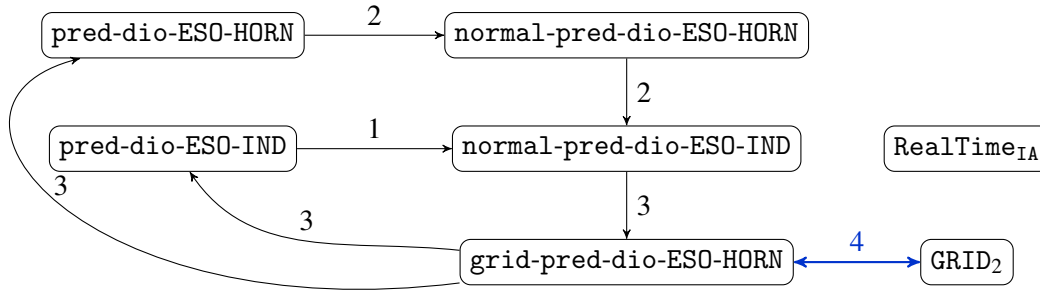 2
pred-dio-ESO-HORN
normal-pred-dio-ESO-HORN
2
1
pred-dio-ESO-IND
normal-pred-dio-ESO-IND
RealTime_IA
3
3
3
4
grid-pred-dio-ESO-HORN
GRID_2